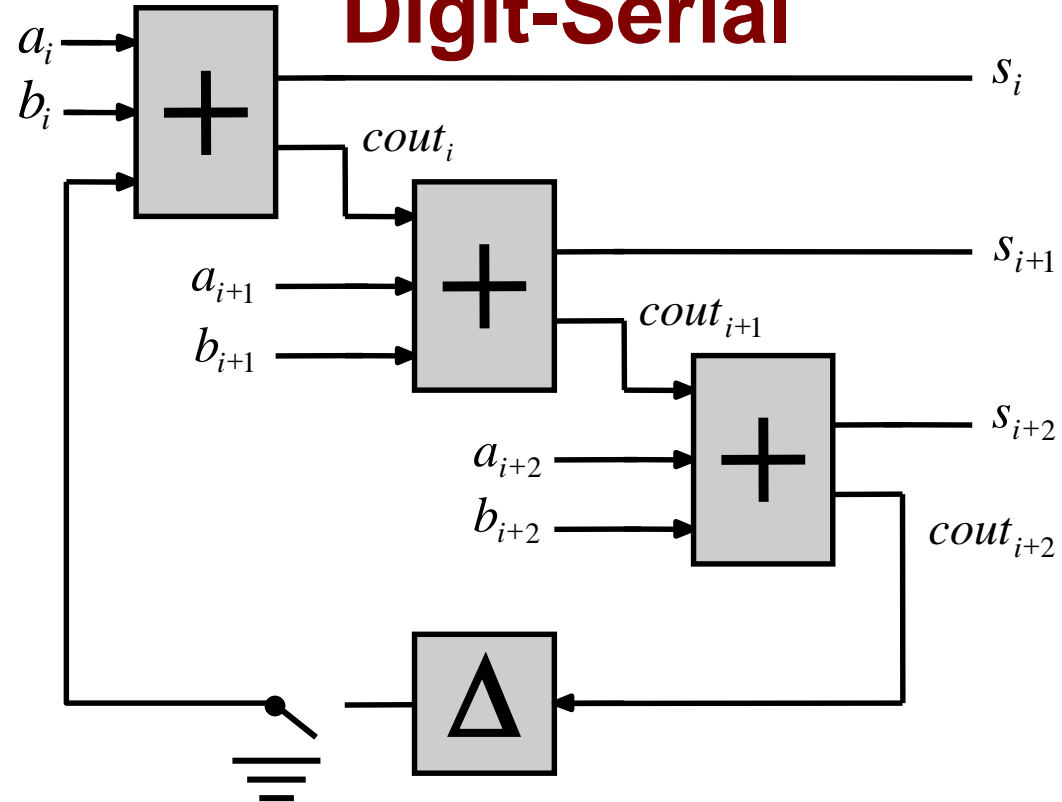 Digit-Serial
a_i
s_i
b_i
cout_i
a_{i+1}
s_{i+1}
cout_{i+1}
b_{i+1}
s_{i+2}
a_{i+2}
b_{i+2}
cout_{i+2}
Δ